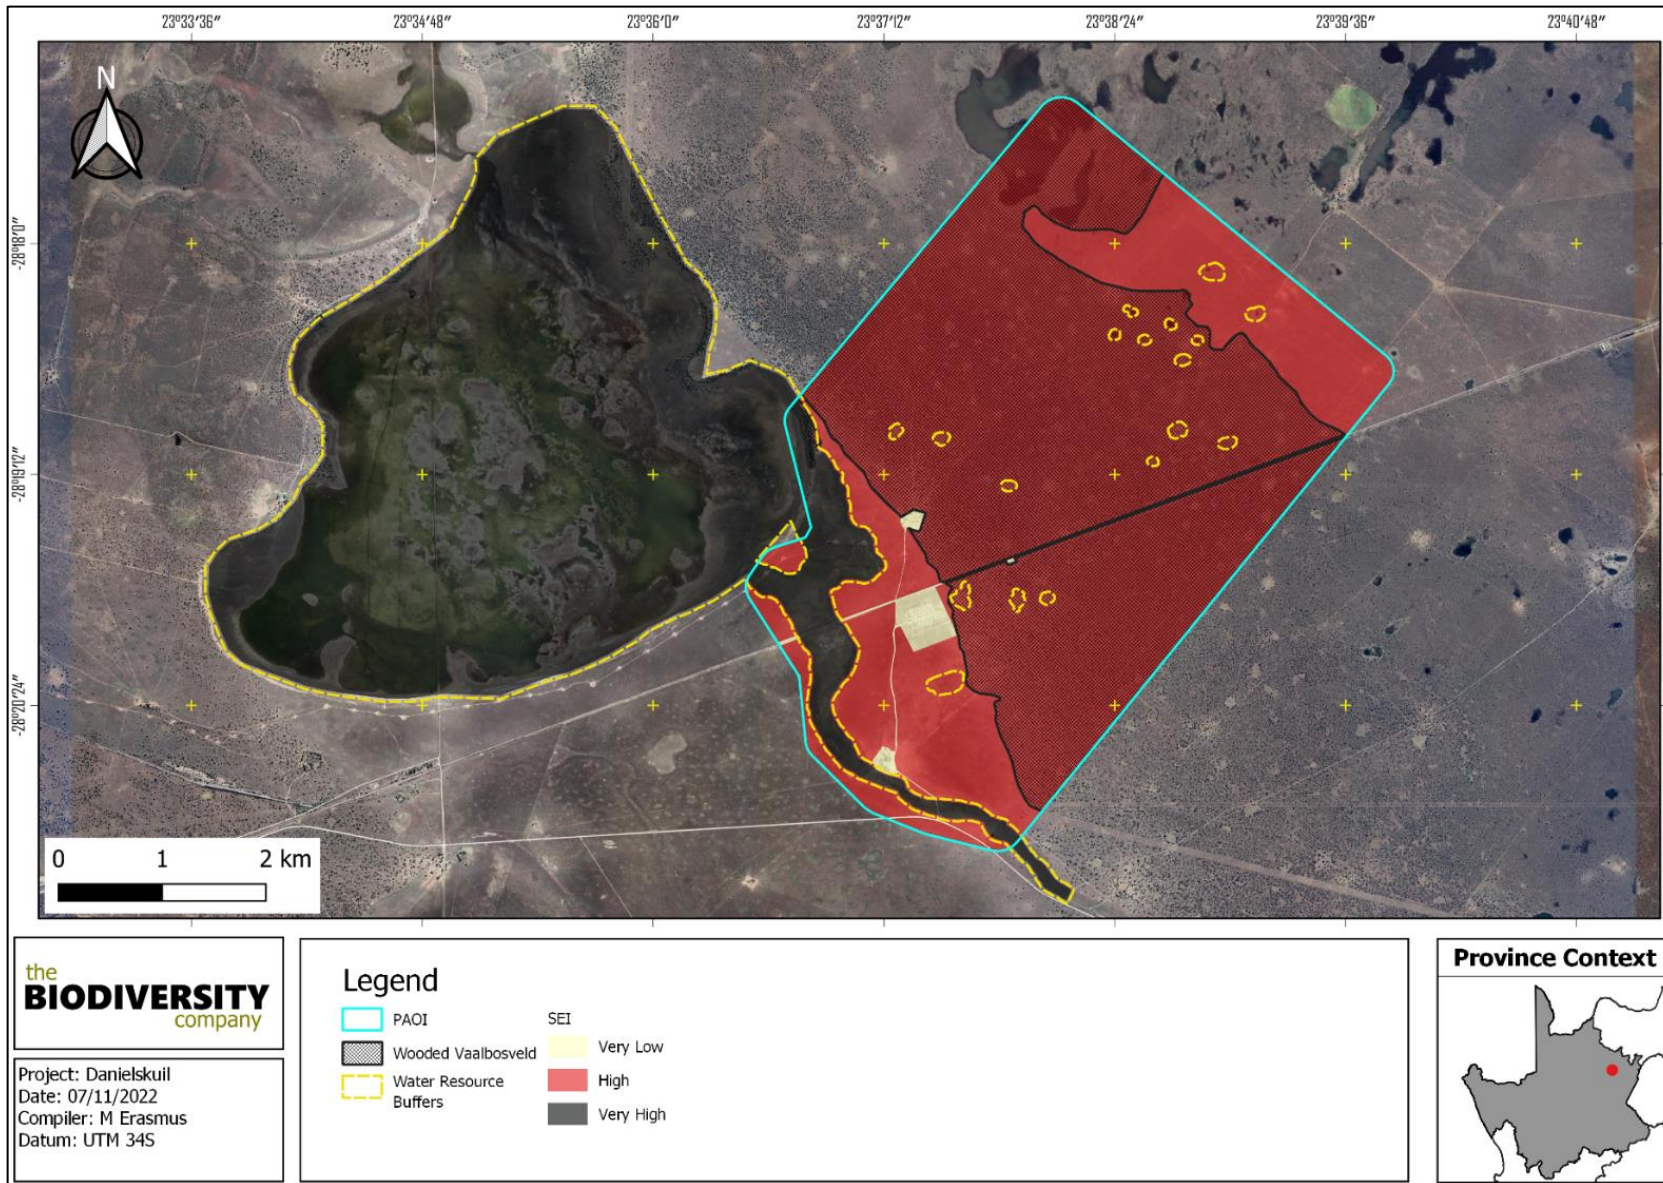 23°33′36″ 23°34′48″ 23°36′0″ 23°37′12″ 23°38′24″ 23°39′36″ 23°40′48″
N
-28°18′0″
-28°19′12″
-28°20′24″
0 1 2 km
the
BIODIVERSITY
company
Project: Danielskuil
Date: 07/11/2022
Compiler: M Erasmus
Datum: UTM 34S
Legend
PAOI
Wooded Vaalbosveld
Water Resource
Buffers
SEI
Very Low
High
Very High
Province Context